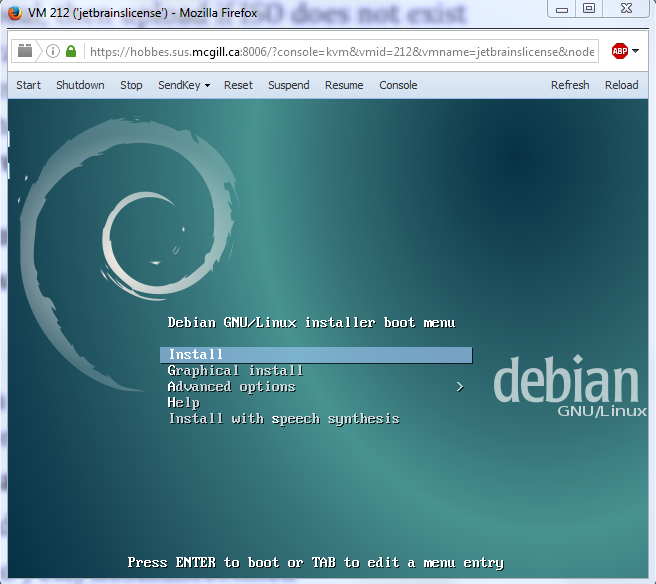 VM 212 ('jetbrainslicense') - Mozilla Firefox
https://hobbes.sus.mcgill.ca:8006/?console=kvm&vmid=212&vmname=jetbrainslicense&node
ABP
Start Shutdown Stop SendKey Reset Suspend Resume Console Refresh Reload
Debian GNU/Linux installer boot menu
Install
Graphical install
Advanced options >
Help
Install with speech synthesis
debian
GNU/Linux
Press ENTER to boot or TAB to edit a menu entry